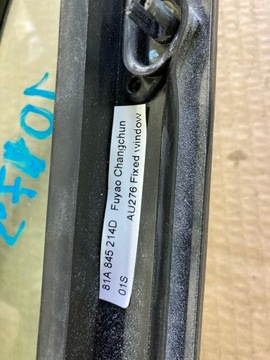 Fuyao Changchun
AU276 Fixed window
81A 845 214D
01S